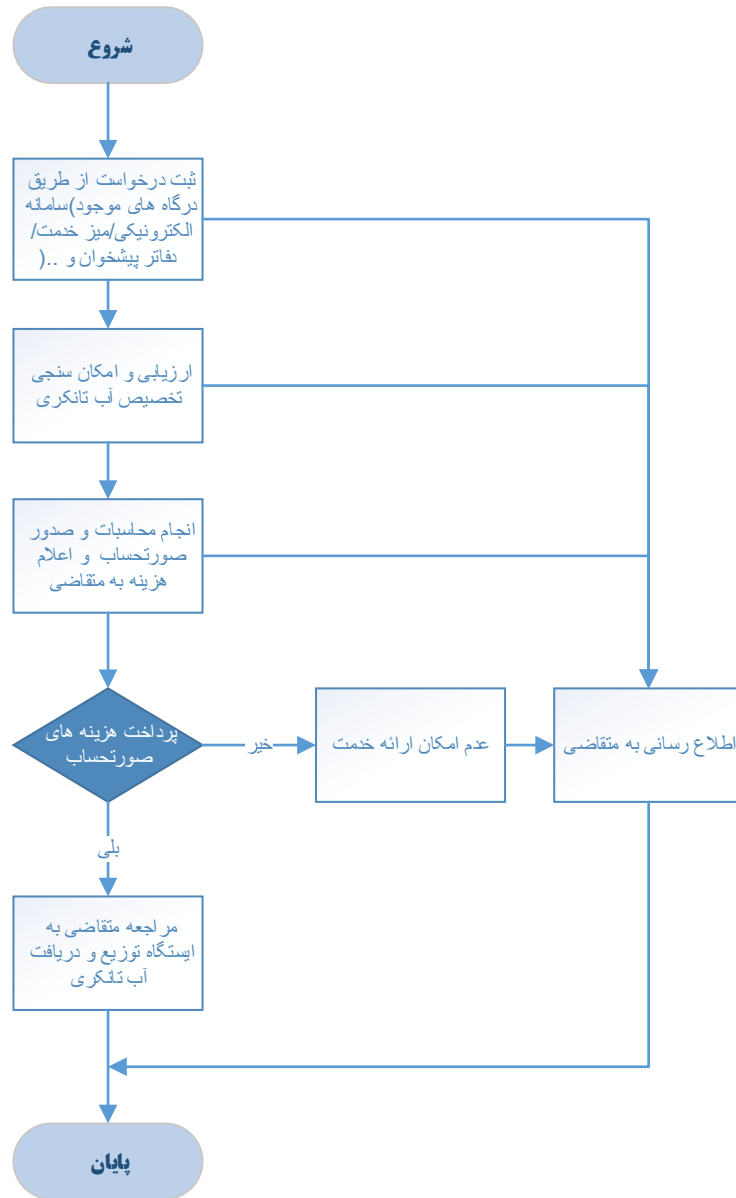 شروع
ثبت درخواست از طریق
درگاه های موجود)سامانه
الکترونیکی/میز خدمت/
دفاتر پیشخوان و ..(
ارزیابی و امکان سنجی
تخصیص آب تانکری
انجام محاسبات و صدور
صورتحساب و اعلام
هزینه به متقاضی
پرداخت هزینه های
صورتحساب
خیر
عدم امکان ارائه خدمت
اطلاع رسانی به متقاضی
بلی
مراجعه متقاضی به
ایستگاه توزیع و دریافت
آب تانکری
پایان